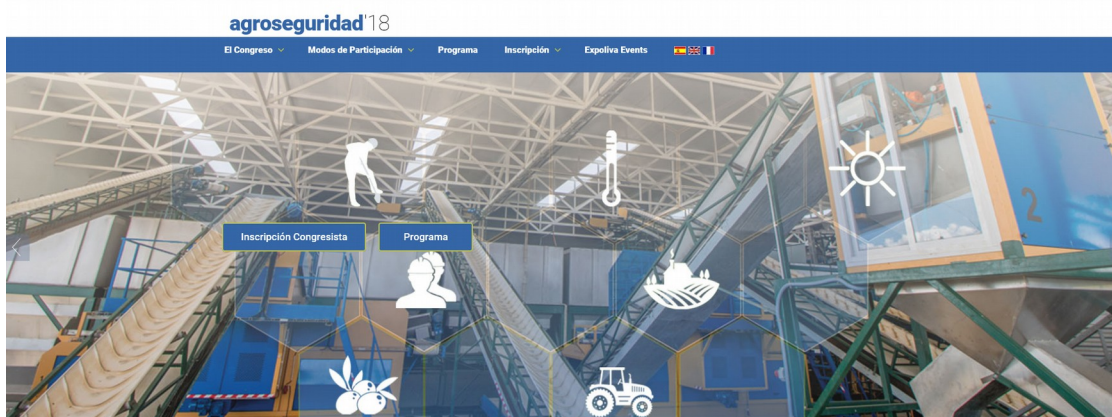 agroseguridad'18
El Congreso Modos de Participación Programa Inscripción Expoliva Events
Inscripción Congresista Programa
2